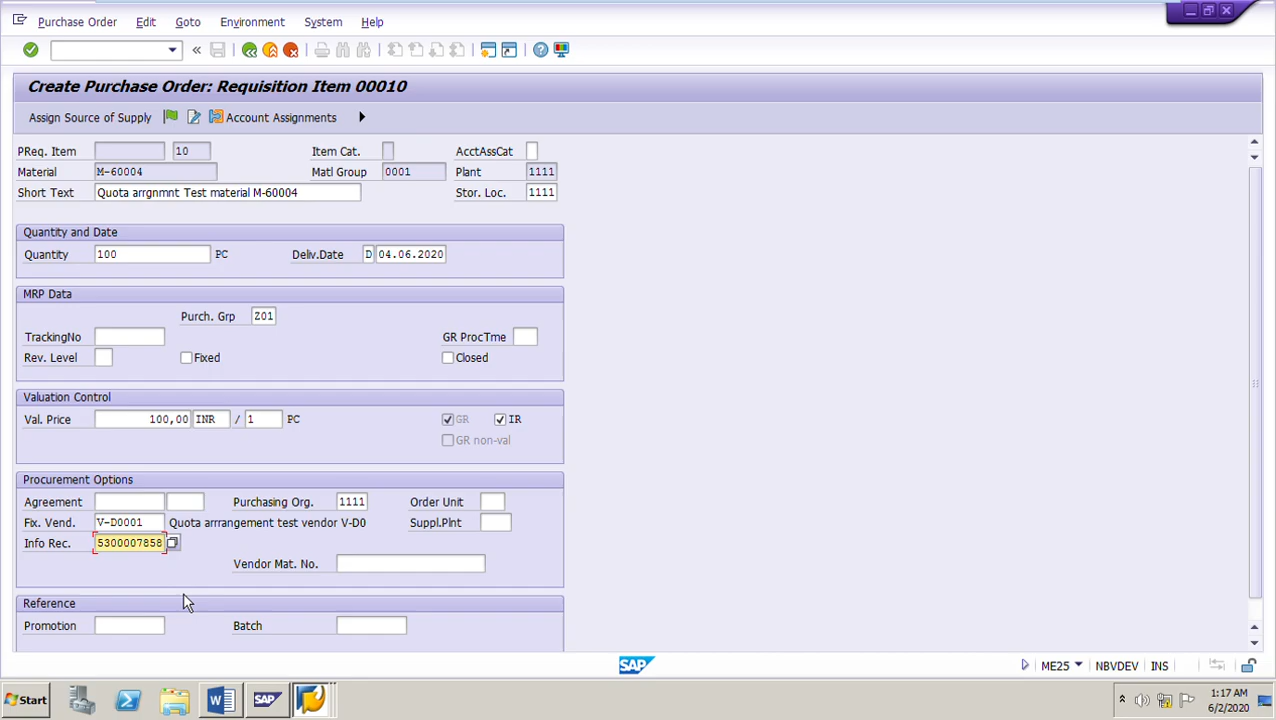 Purchase Order Edit Goto Environment System Help
Create Purchase Order: Requisition Item 00010
Assign Source of Supply Account Assignments
PReq. Item 10 Item Cat. AcctAssCat
Material M-60004 Matl Group 0001 Plant 1111
Short Text Quota arrgnmnt Test material M-60004 Stor. Loc. 1111
Quantity and Date
Quantity 100 PC Deliv.Date D 04.06.2020
MRP Data
Purch. Grp Z01
TrackingNo GR ProcTme
Rev. Level Fixed Closed
Valuation Control
Val. Price 100,00 INR / 1 PC GR IR
GR non-val
Procurement Options
Agreement Purchasing Org. 1111 Order Unit
Fix. Vend. V-D0001 Quota arrrangement test vendor V-D0 Suppl.Plnt
Info Rec. 5300007858
Vendor Mat. No.
Reference
Promotion Batch
SAP ME25 NBVDEV INS
Start SAP 1:17 AM
6/2/2020